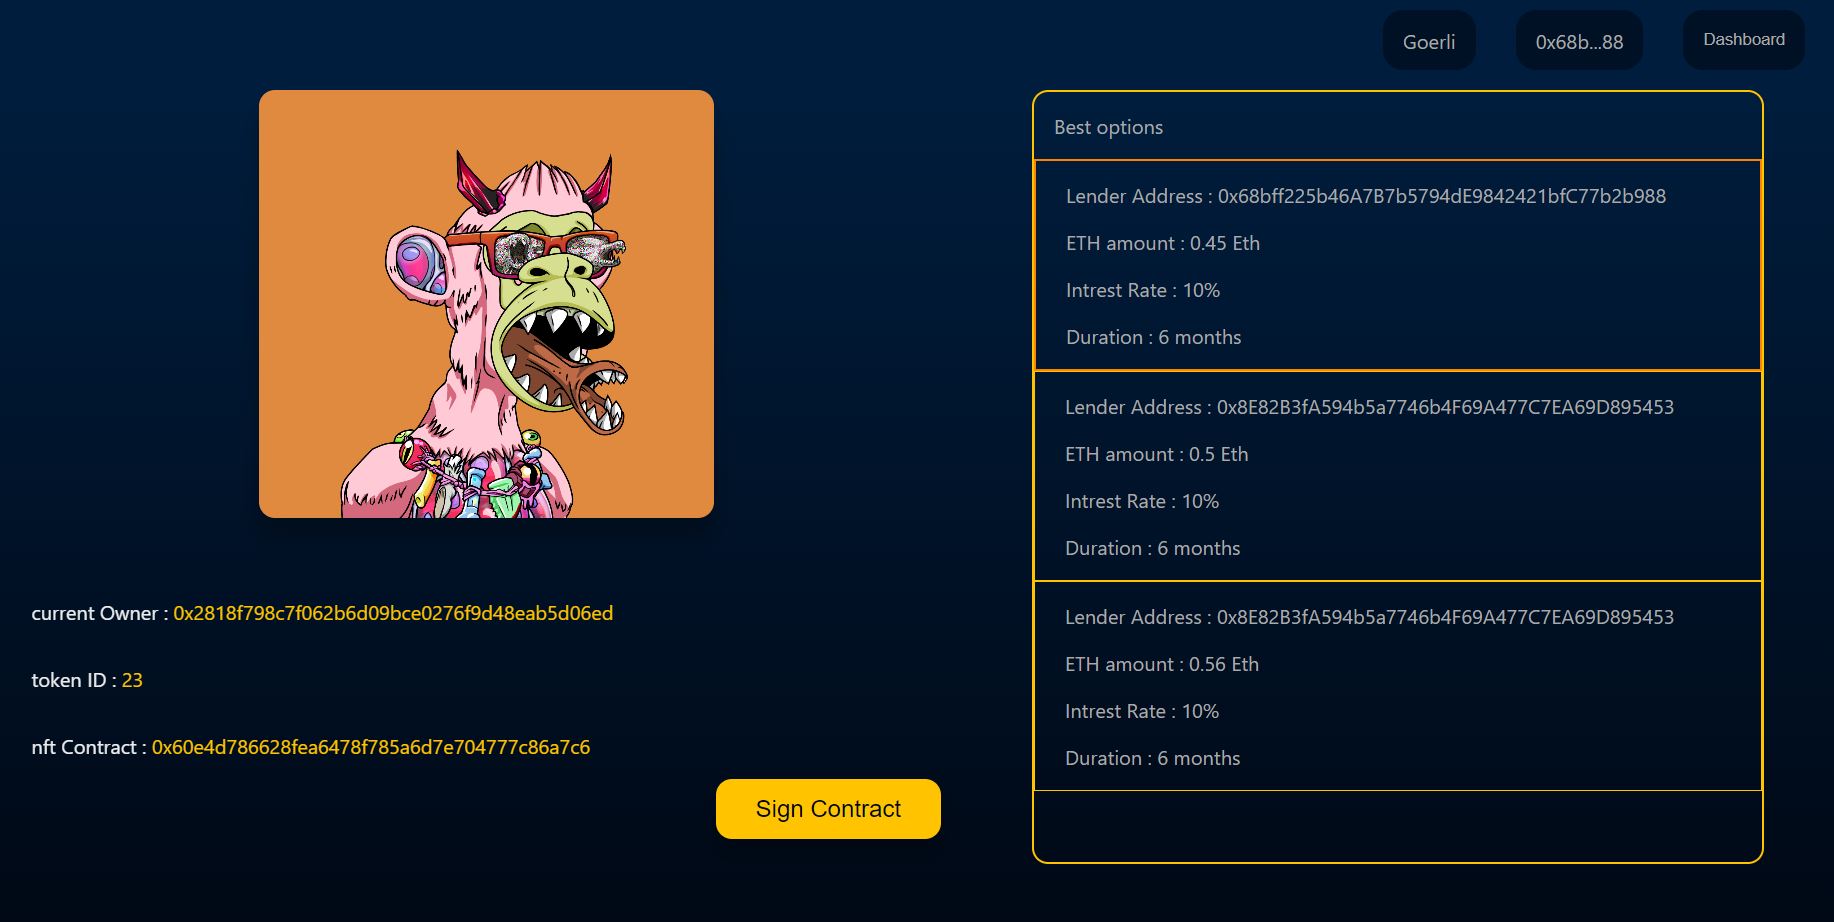 Goerli
0x68b...88
Dashboard
Best options
Lender Address : 0x68bff225b46A7B7b5794dE9842421bfC77b2b988
ETH amount : 0.45 Eth
Intrest Rate : 10%
Duration : 6 months
Lender Address : 0x8E82B3fA594b5a7746b4F69A477C7EA69D895453
ETH amount : 0.5 Eth
Intrest Rate : 10%
Duration : 6 months
Lender Address : 0x8E82B3fA594b5a7746b4F69A477C7EA69D895453
ETH amount : 0.56 Eth
Intrest Rate : 10%
Duration : 6 months
current Owner : 0x2818f798c7f062b6d09bce0276f9d48eab5d06ed
token ID : 23
nft Contract : 0x60e4d786628fea6478f785a6d7e704777c86a7c6
Sign Contract